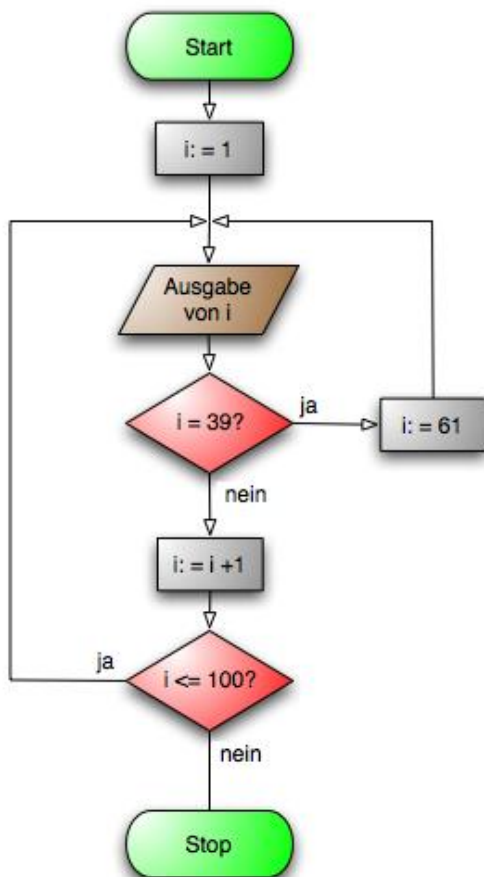 Start
i: = 1
Ausgabe
von i
i = 39?
ja
i: = 61
nein
i: = i +1
ja
i <= 100?
nein
Stop